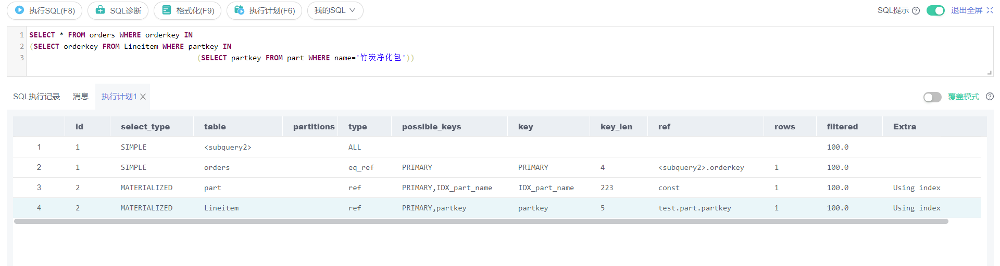 执行SQL(F8) SQL诊断 格式化(F9) 执行计划(F6) 我的SQL SQL提示 退出全屏
1 SELECT * FROM orders WHERE orderkey IN
2 (SELECT orderkey FROM Lineitem WHERE partkey IN
3 (SELECT partkey FROM part WHERE name='竹炭净化包'))
SQL执行记录 消息 执行计划1 覆盖模式
id select_type table partitions type possible_keys key key_len ref rows filtered Extra
1 1 SIMPLE <subquery2> ALL 100.0
2 1 SIMPLE orders eq_ref PRIMARY PRIMARY 4 <subquery2>.orderkey 1 100.0
3 2 MATERIALIZED part ref PRIMARY,IDX_part_name IDX_part_name 223 const 1 100.0 Using index
4 2 MATERIALIZED Lineitem ref PRIMARY,partkey partkey 5 test.part.partkey 1 100.0 Using index